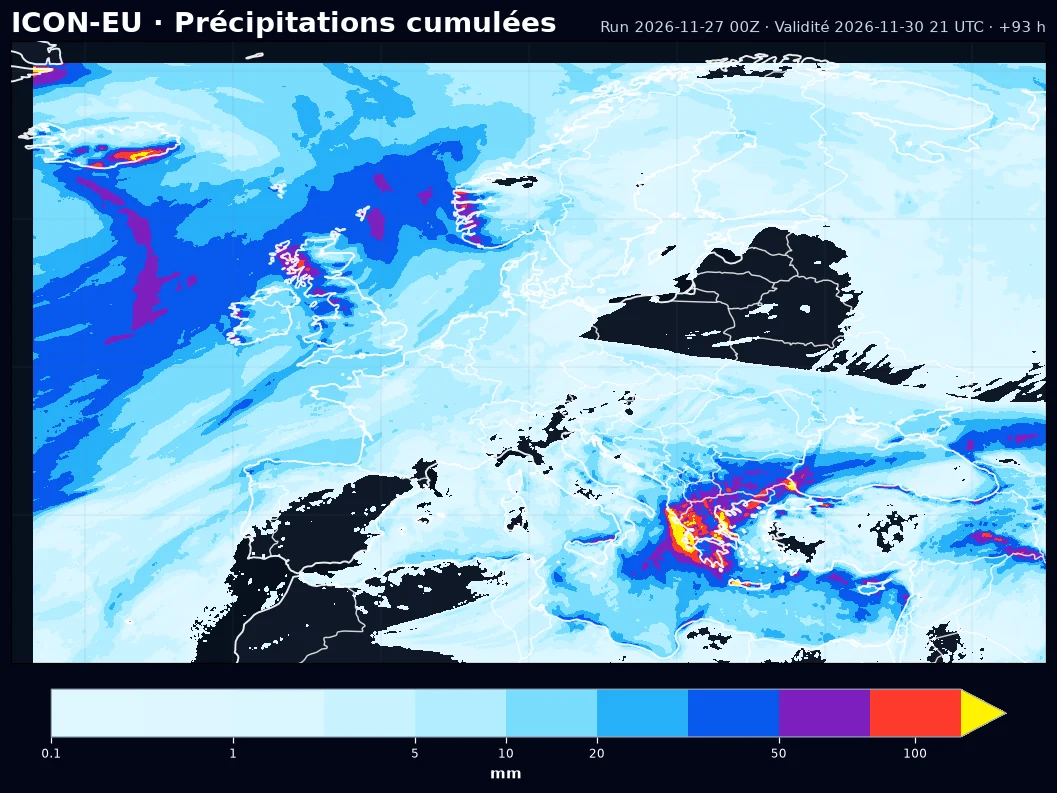 ICON-EU · Précipitations cumulées
Run 2026-11-27 00Z · Validité 2026-11-30 21 UTC · +93 h
0.1 1 5 10 20 50 100
mm